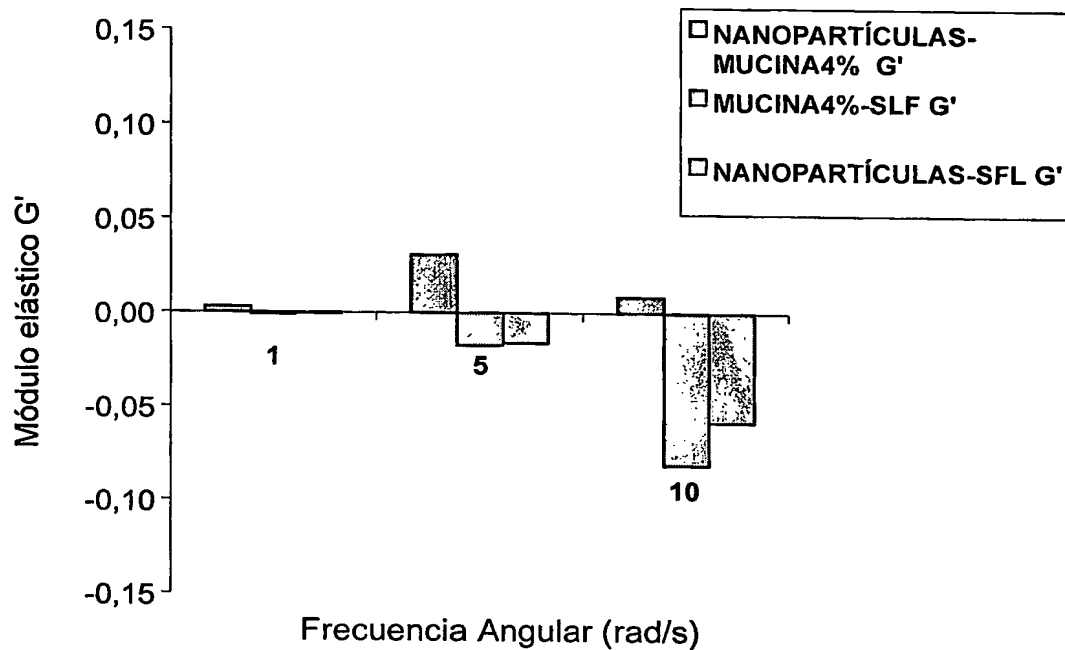 NANOPARTÍCULAS-
MUCINA4% G'
MUCINA4%-SLF G'
NANOPARTÍCULAS-SFL G'
0,15
0,10
0,05
0,00
-0,05
-0,10
-0,15
Módulo elástico G'
1
5
10
Frecuencia Angular (rad/s)